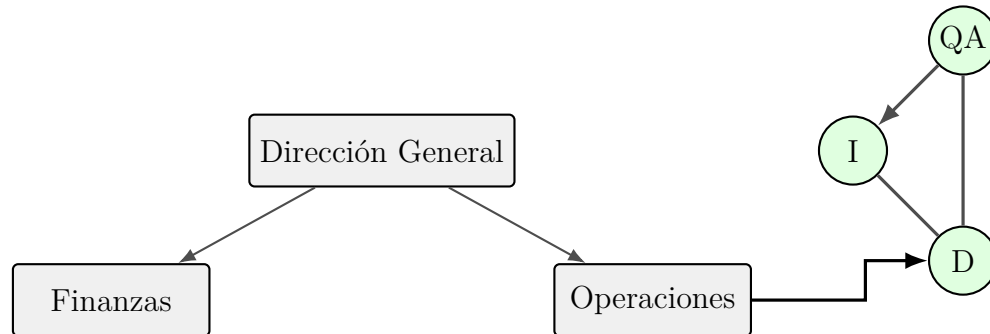 QA
Dirección General
I
D
Finanzas
Operaciones